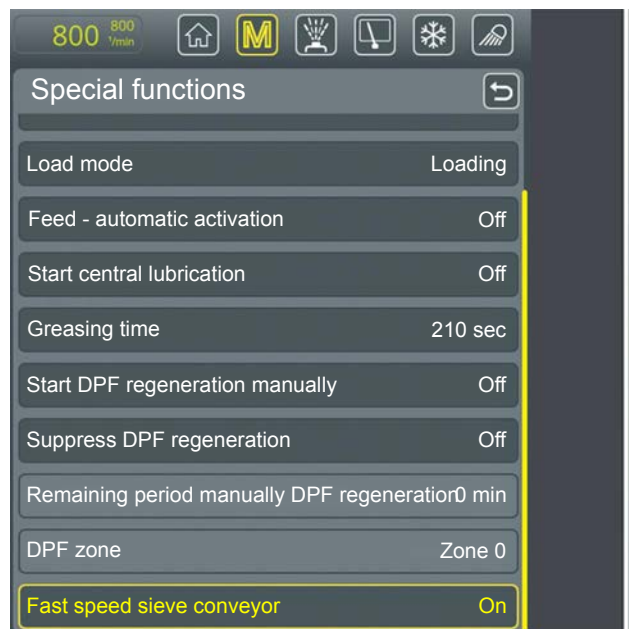 800 800 1/min M
Special functions
Load mode Loading
Feed - automatic activation Off
Start central lubrication Off
Greasing time 210 sec
Start DPF regeneration manually Off
Suppress DPF regeneration Off
Remaining period manually DPF regeneration 0 min
DPF zone Zone 0
Fast speed sieve conveyor On